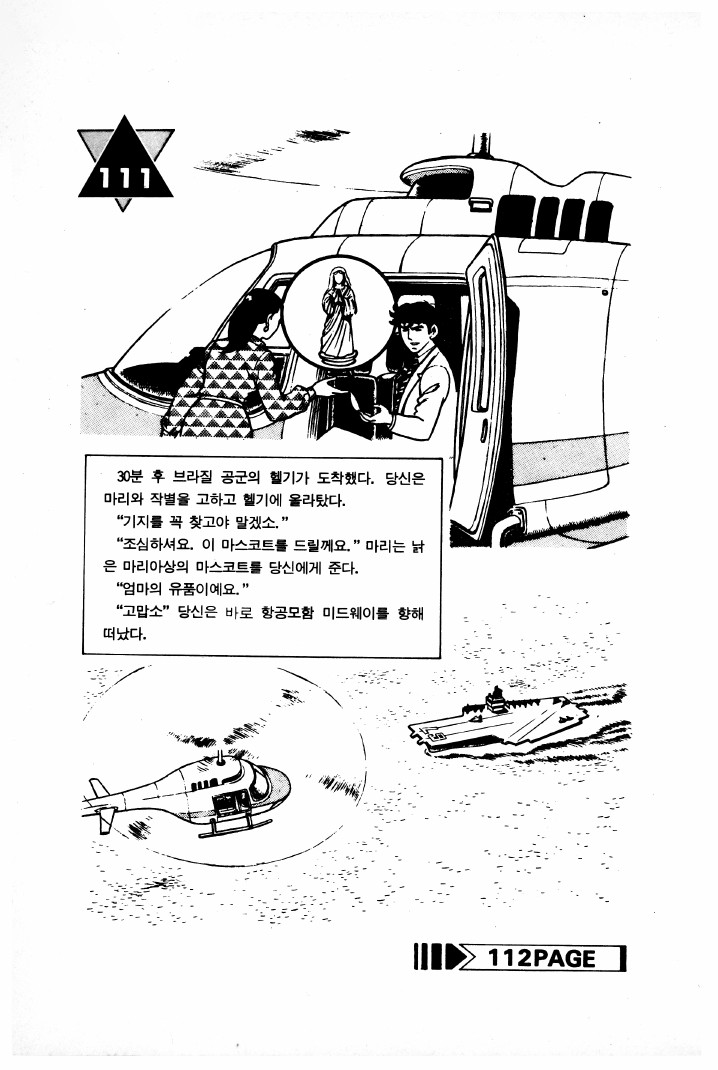 111
30분 후 브라질 공군의 헬기가 도착했다. 당신은
마리와 작별을 고하고 헬기에 올라탔다.
“기지를 꼭 찾고야 말겠소.”
“조심하셔요. 이 마스코트를 드릴께요.” 마리는 낡
은 마리아상의 마스코트를 당신에게 준다.
“엄마의 유품이예요.”
“고맙소” 당신은 바로 항공모함 미드웨이를 향해
떠났다.
112PAGE